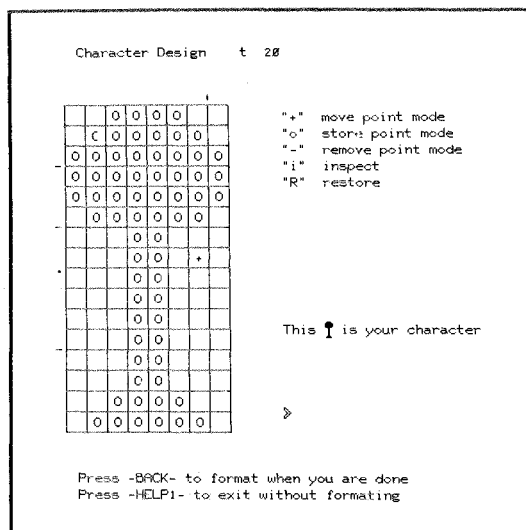 Character Design t 20
"+" move point mode
"o" store point mode
"-" remove point mode
"i" inspect
"R" restore
This is your character
Press -BACK- to format when you are done
Press -HELP1- to exit without formating